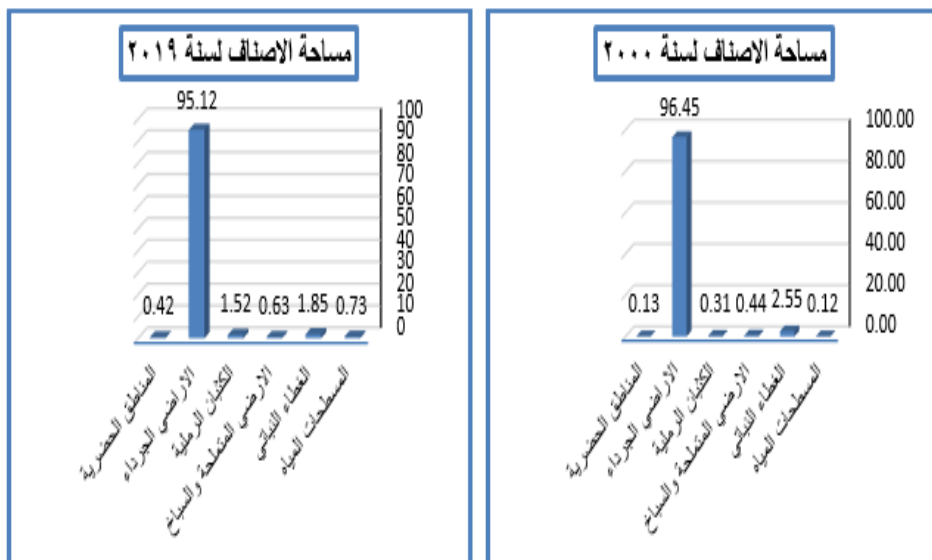 مساحة الاصناف لسنة ٢٠٠٠
100.00
80.00
60.00
40.00
20.00
0.00
0.13
96.45
0.31
0.44
2.55
0.12
المناطق الحضرية
الاراضي الجرداء
الكثبان الرملية
الارضي المتملحة والسباخ
الغطاء النباتي
المسطحات المياه
مساحة الاصناف لسنة ٢٠١٩
100
90
80
70
60
50
40
30
20
10
0
0.42
95.12
1.52
0.63
1.85
0.73
المناطق الحضرية
الاراضي الجرداء
الكثبان الرملية
الارضي المتملحة والسباخ
الغطاء النباتي
المسطحات المياه